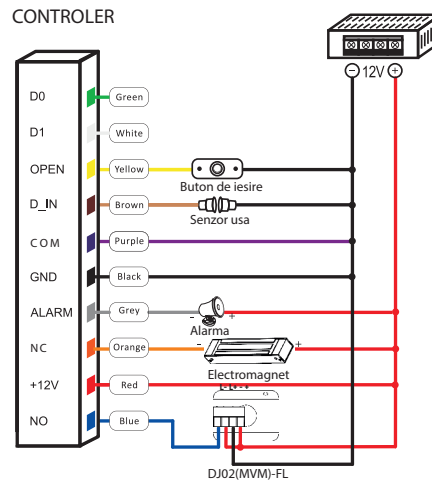 CONTROLER
− 12V +
D0 Green
D1 White
OPEN Yellow
Buton de iesire
D_IN Brown
Senzor usa
COM Purple
GND Black
ALARM Grey - +
Alarma
NC Orange - +
Electromagnet
+12V Red
NO Blue
DJ02(MVM)-FL